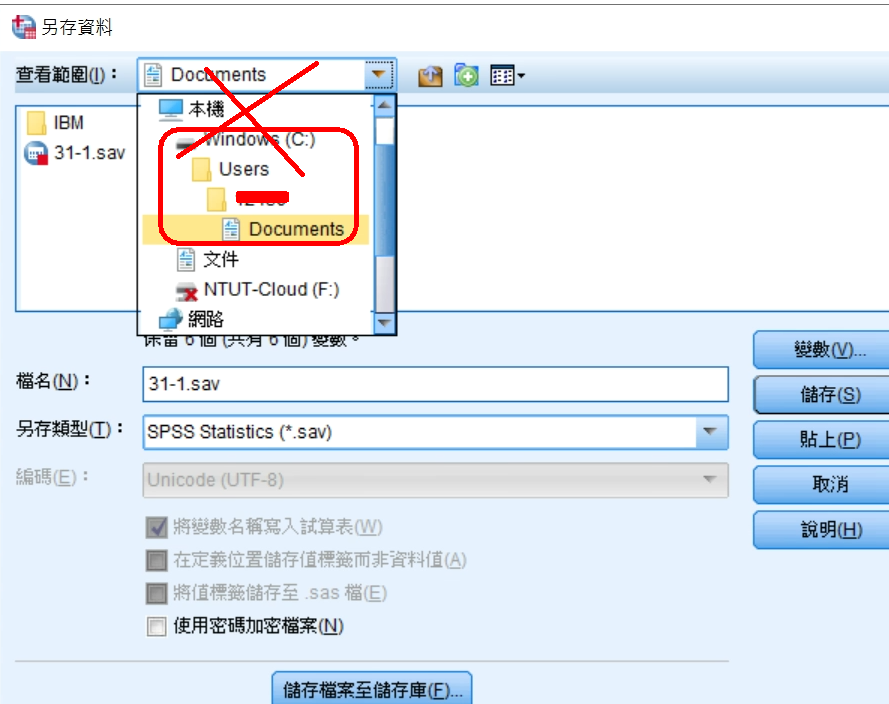 另存資料
查看範圍(I)：
Documents
IBM
31-1.sav
本機
Windows (C:)
Users
Documents
文件
NTUT-Cloud (F:)
網路
保留 6 個 (共有 6 個) 變數。
檔名(N)：
31-1.sav
另存類型(T)：
SPSS Statistics (*.sav)
編碼(E)：
Unicode (UTF-8)
將變數名稱寫入試算表(W)
在定義位置儲存值標籤而非資料值(A)
將值標籤儲存至 .sas 檔(E)
使用密碼加密檔案(N)
變數(V)...
儲存(S)
貼上(P)
取消
說明(H)
儲存檔案至儲存庫(F)...